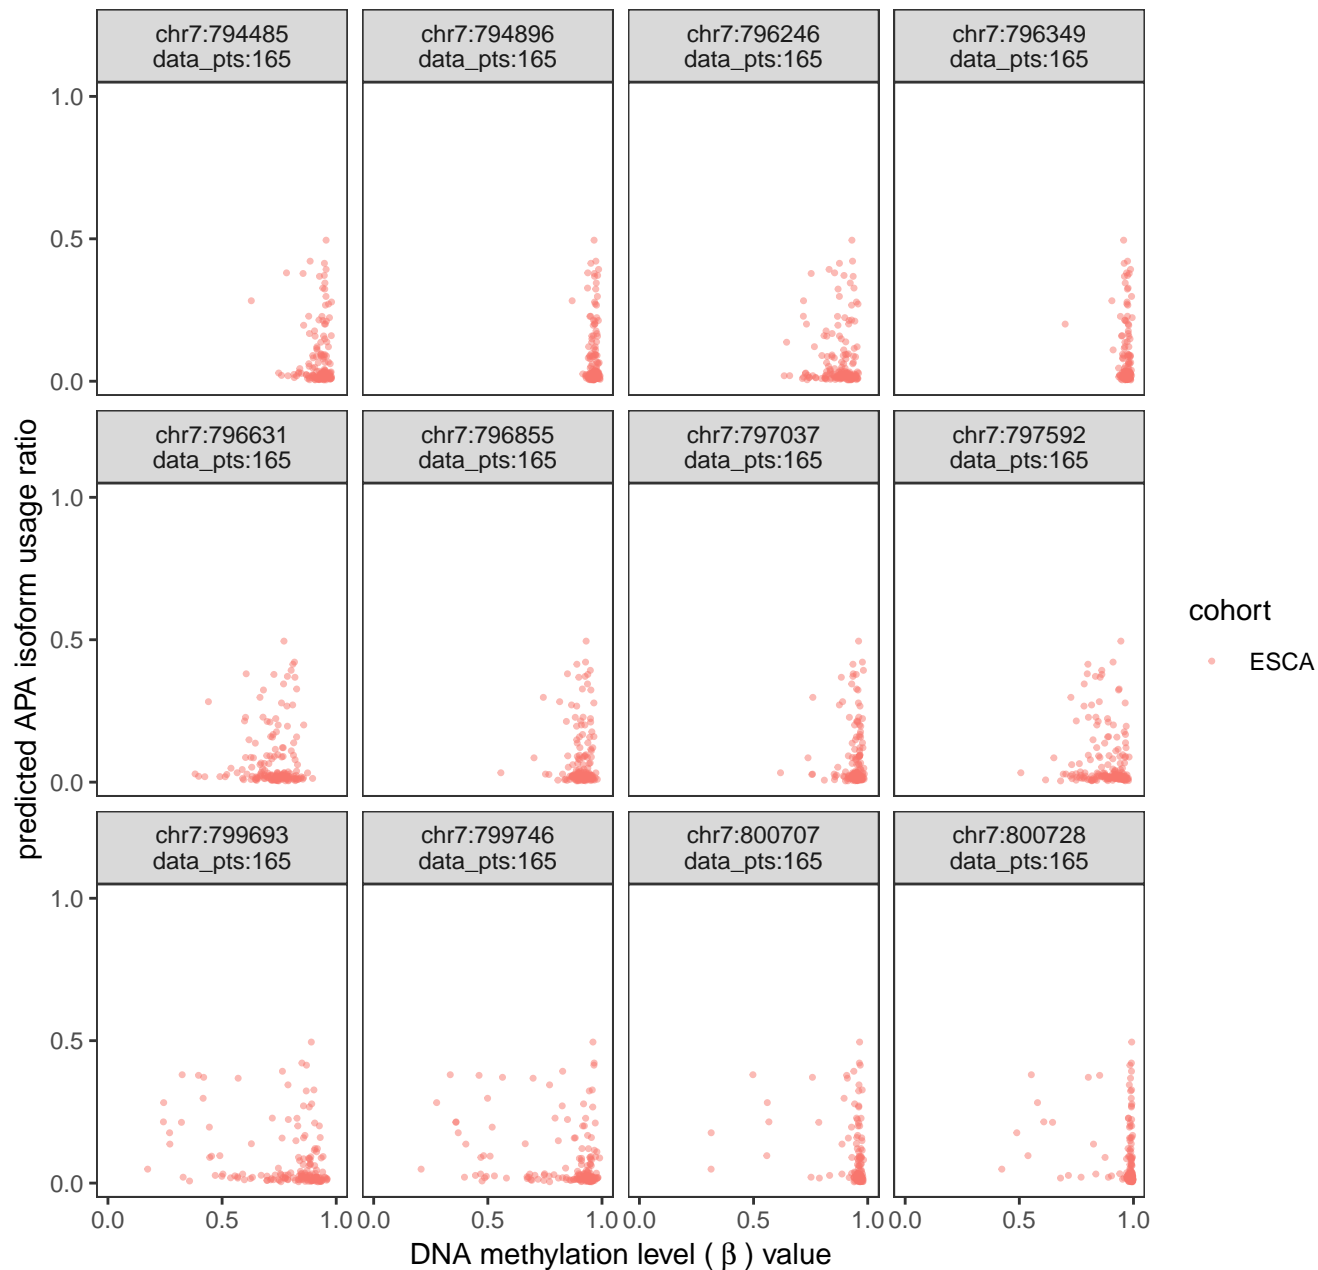 chr7:794485
data_pts:165
chr7:794896
data_pts:165
chr7:796246
data_pts:165
chr7:796349
data_pts:165
1.0
0.5
0.0
chr7:796631
data_pts:165
chr7:796855
data_pts:165
chr7:797037
data_pts:165
chr7:797592
data_pts:165
1.0
0.5
0.0
chr7:799693
data_pts:165
chr7:799746
data_pts:165
chr7:800707
data_pts:165
chr7:800728
data_pts:165
1.0
0.5
0.0
0.0 0.5 1.0 0.0 0.5 1.0 0.0 0.5 1.0 0.0 0.5 1.0
DNA methylation level ( β ) value
predicted APA isoform usage ratio
cohort
ESCA